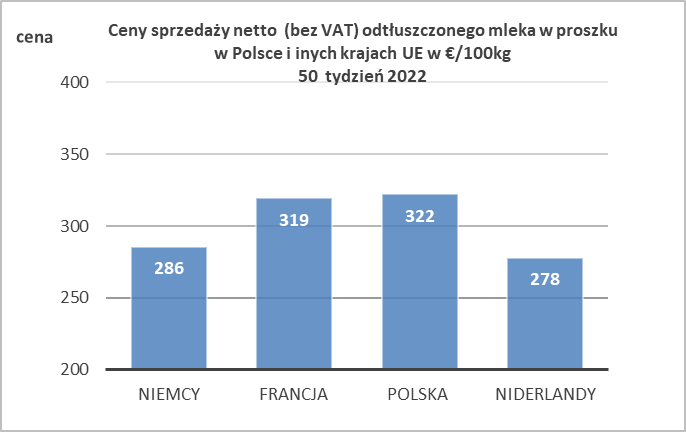 cena
Ceny sprzedaży netto (bez VAT) odtłuszczonego mleka w proszku
w Polsce i inych krajach UE w €/100kg
50 tydzień 2022
400
350
300
250
200
286
319
322
278
NIEMCY
FRANCJA
POLSKA
NIDERLANDY